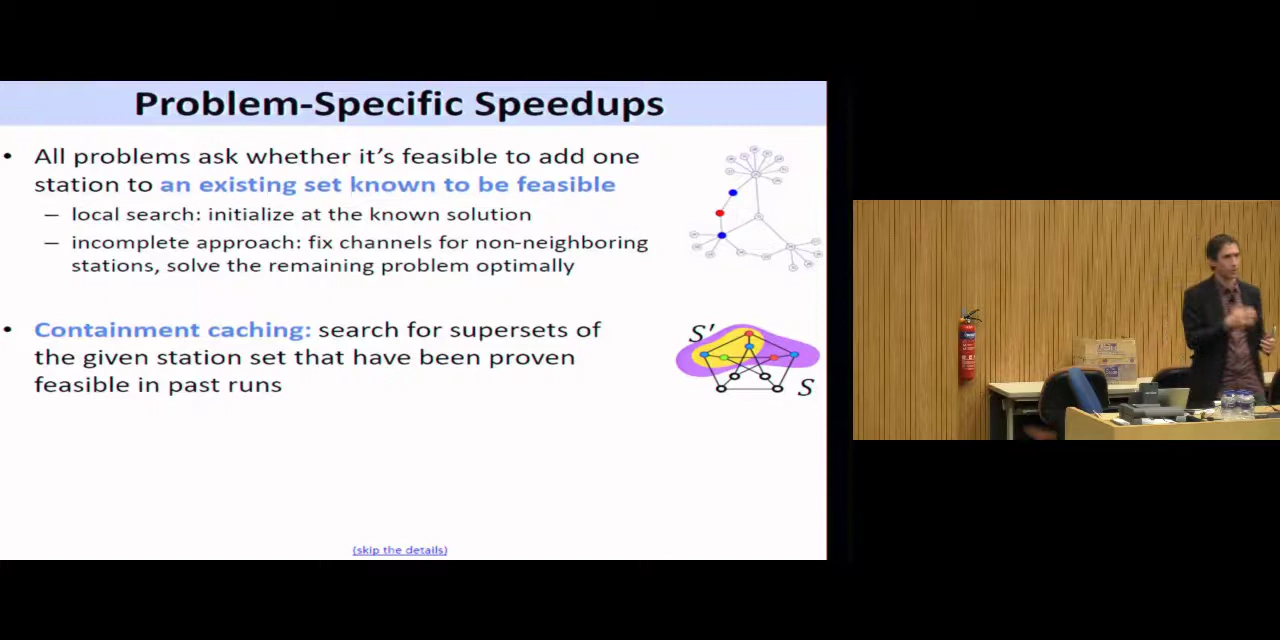 Problem-Specific Speedups
• All problems ask whether it's feasible to add one
station to an existing set known to be feasible
– local search: initialize at the known solution
– incomplete approach: fix channels for non-neighboring
stations, solve the remaining problem optimally
• Containment caching: search for supersets of
the given station set that have been proven
feasible in past runs
S'
S
(skip the details)